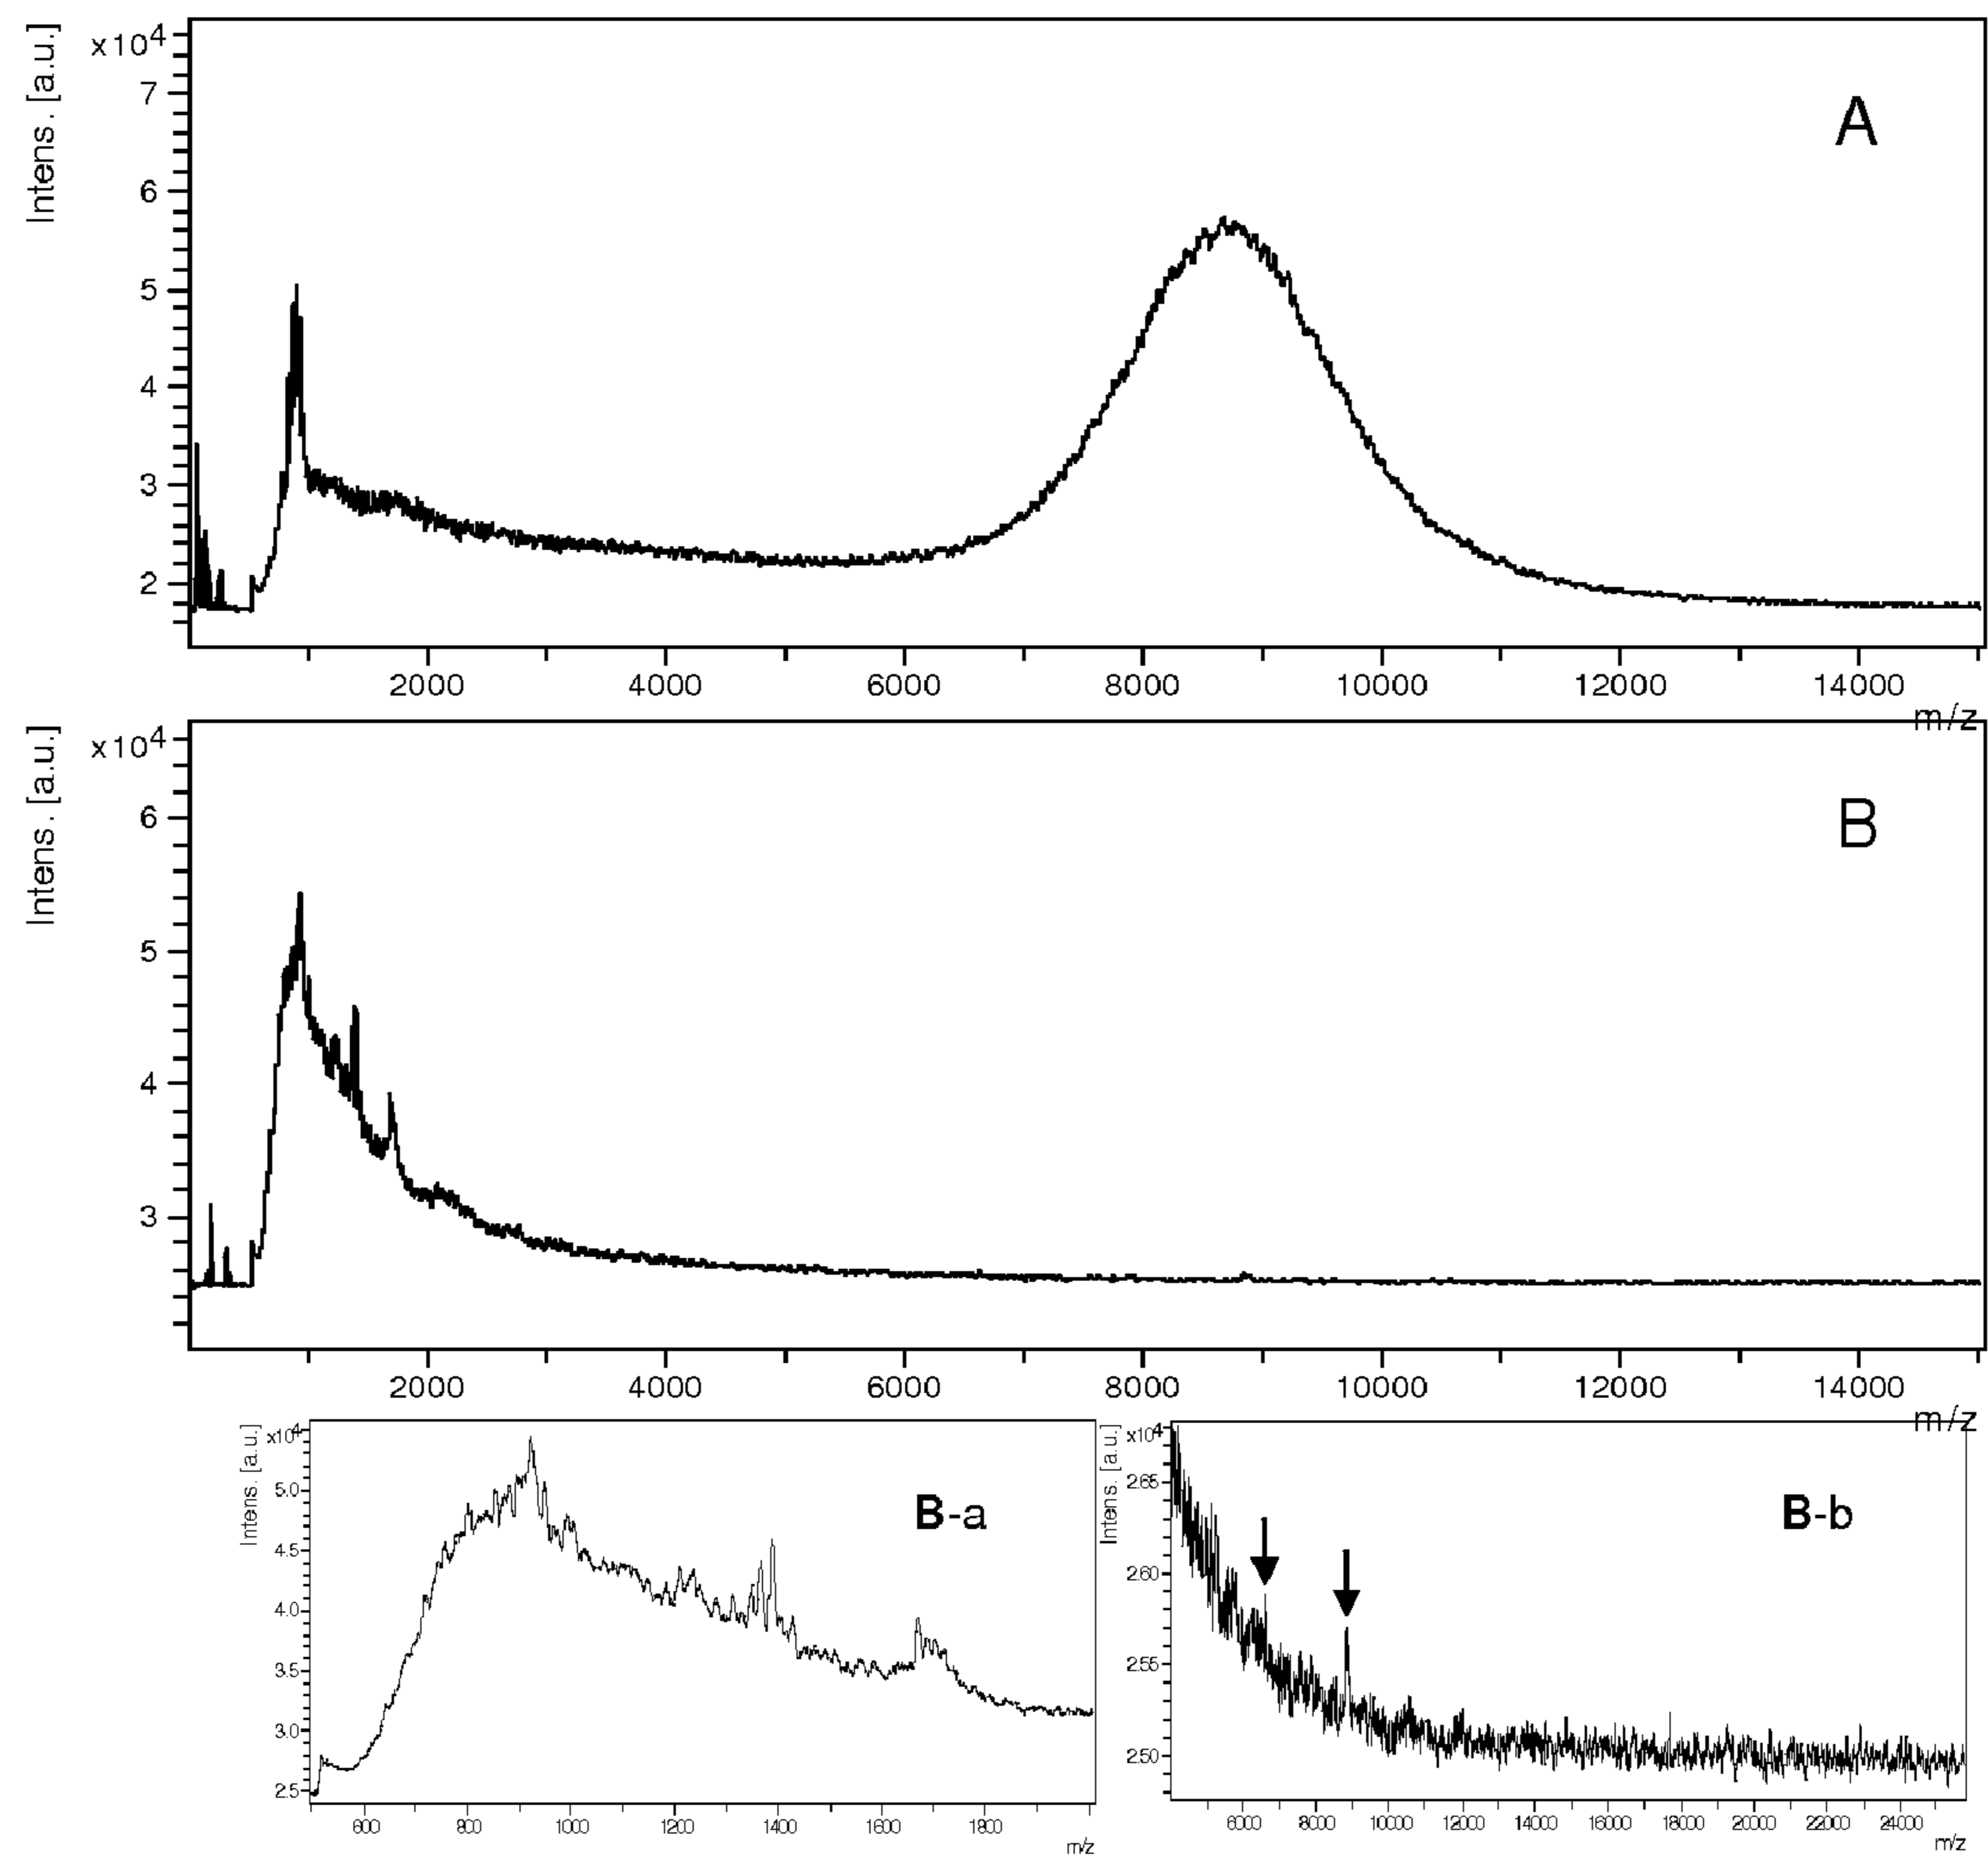 Intens. [a.u.]
x10⁴
7
6
5
4
3
2
A
2000 4000 6000 8000 10000 12000 14000
m/z
Intens. [a.u.]
x10⁴
6
5
4
3
B
2000 4000 6000 8000 10000 12000 14000
m/z
Intens. [a.u.]
x10⁴
5.0
4.5
4.0
3.5
3.0
2.5
B-a
600 800 1000 1200 1400 1600 1800
m/z
Intens. [a.u.]
x10⁴
2.65
2.60
2.55
2.50
B-b
6000 8000 10000 12000 14000 16000 18000 20000 22000 24000
m/z